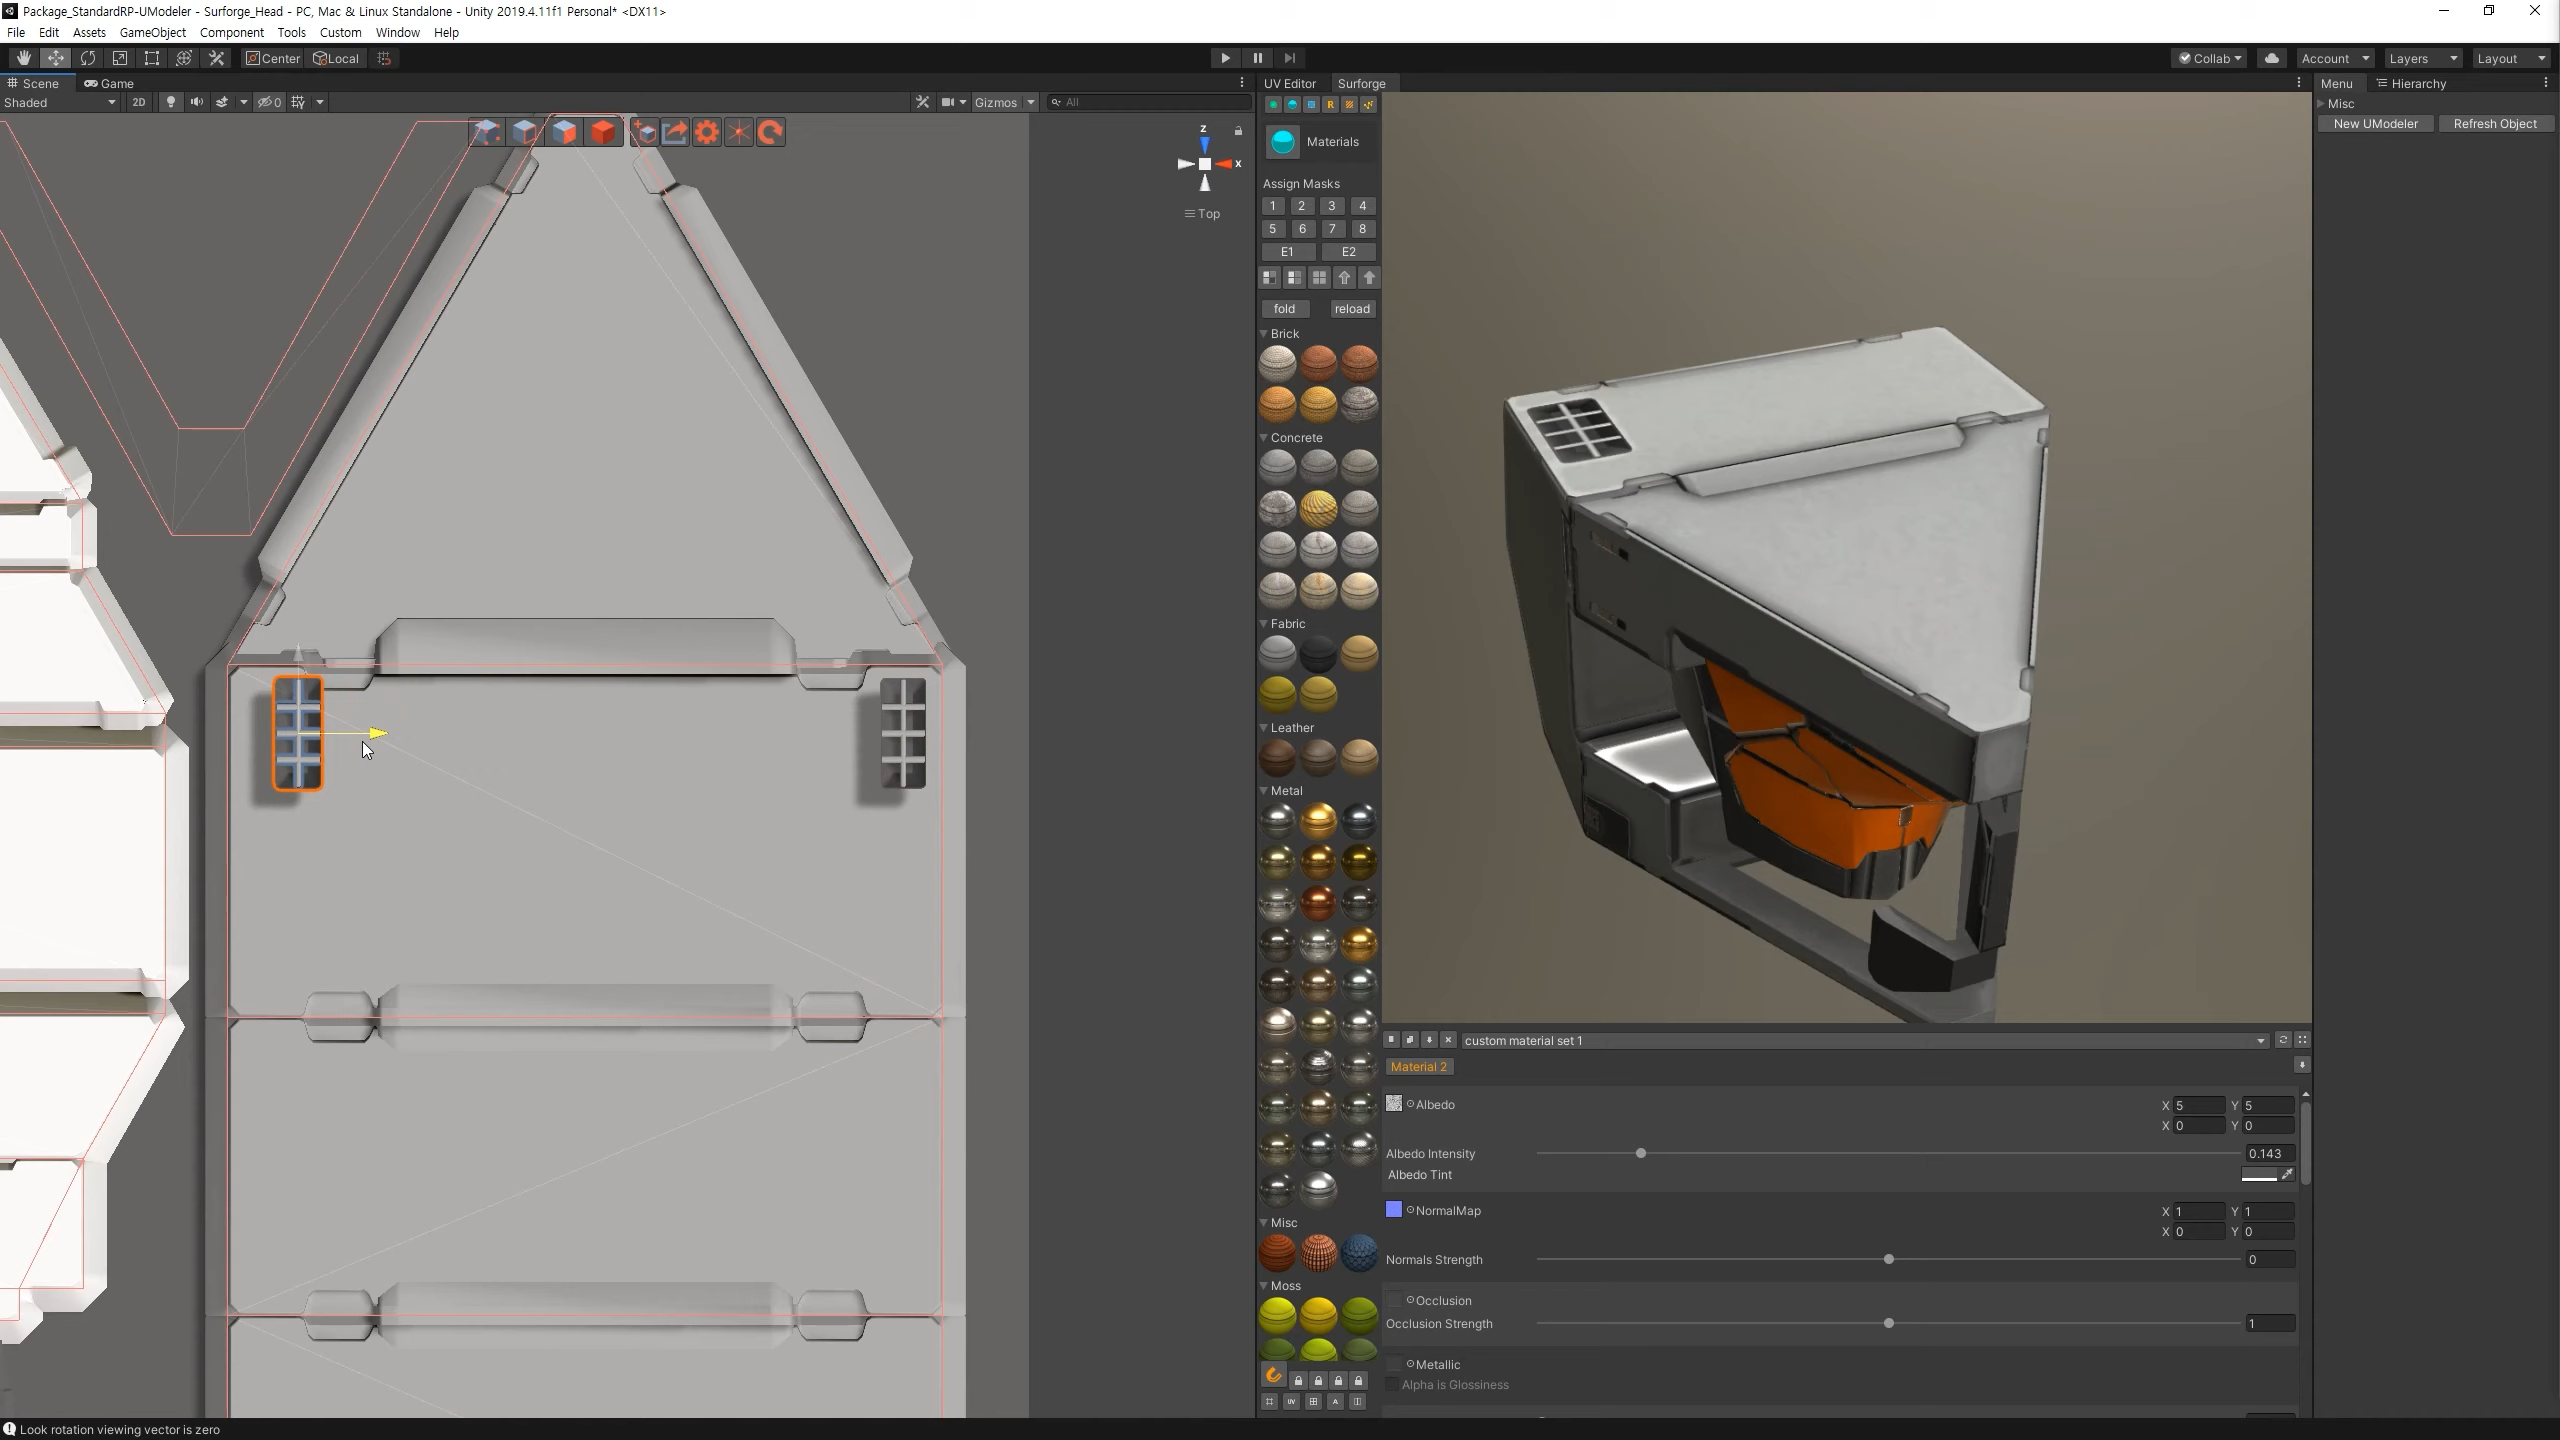 Package_StandardRP-UModeler - Surforge_Head - PC, Mac & Linux Standalone - Unity 2019.4.11f1 Personal* <DX11>
File Edit Assets GameObject Component Tools Custom Window Help
Center Local Collab Account Layers Layout
Scene Game UV Editor Surforge Menu Hierarchy
Shaded 2D 0 Gizmos All
R
Misc
New UModeler Refresh Object
Z
X
Top
Materials
Assign Masks
1 2 3 4
5 6 7 8
E1 E2
fold reload
Brick
Concrete
Fabric
Leather
Metal
Misc
Moss
UV A
custom material set 1
Material 2
Albedo X 5 Y 5
X 0 Y 0
Albedo Intensity 0.143
Albedo Tint
NormalMap X 1 Y 1
X 0 Y 0
Normals Strength 0
Occlusion
Occlusion Strength 1
Metallic
Alpha is Glossiness
Look rotation viewing vector is zero